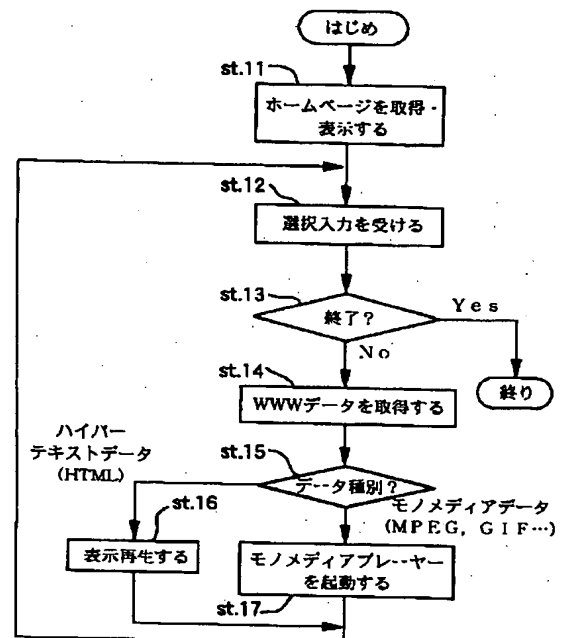 はじめ
st.11
ホームページを取得・
表示する
st.12
選択入力を受ける
st.13
終了?
Yes
No
終り
st.14
WWWデータを取得する
ハイパー
テキストデータ
(HTML)
st.15
データ種別?
モノメディアデータ
(MPEG, GIF…)
st.16
表示再生する
モノメディアプレーヤー
を起動する
st.17